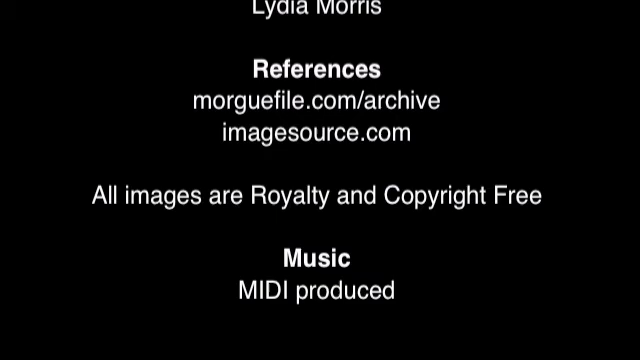 Lydia Morris
References
morguefile.com/archive
imagesource.com
All images are Royalty and Copyright Free
Music
MIDI produced